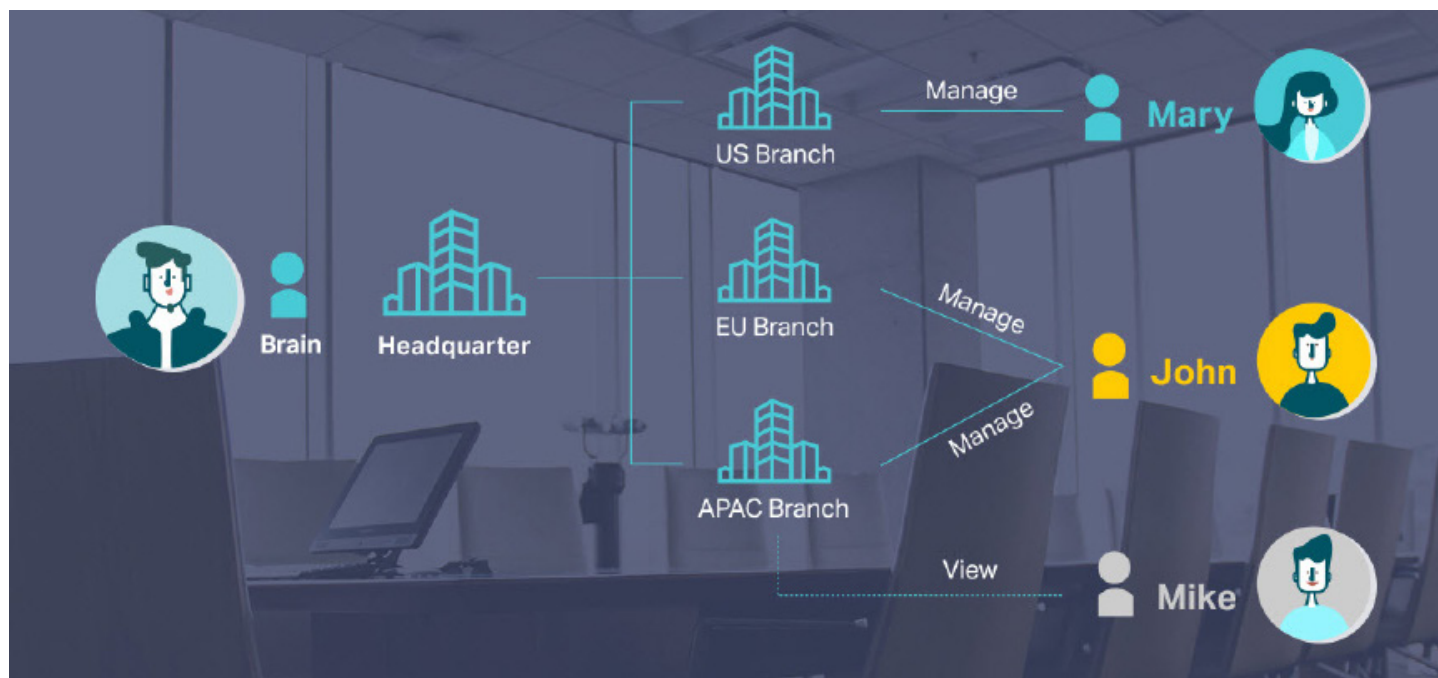 Manage
Mary
US Branch
Brain
Headquarter
EU Branch
Manage
John
Manage
APAC Branch
View
Mike